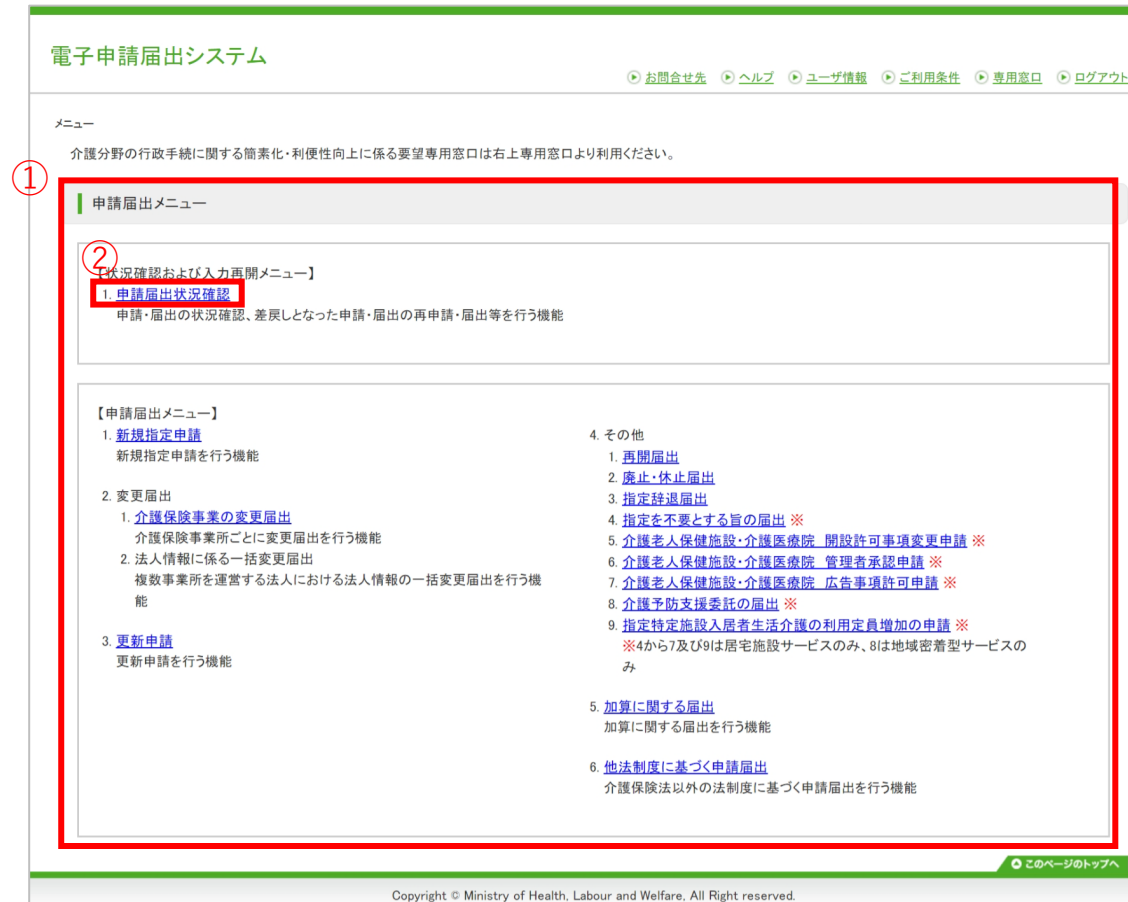 電子申請届出システム
お問合せ先 ヘルプ ユーザ情報 ご利用条件 専用窓口 ログアウト
メニュー
介護分野の行政手続に関する簡素化・利便性向上に係る要望専用窓口は右上専用窓口より利用ください。
①
申請届出メニュー
②
【状況確認および入力再開メニュー】
1. 申請届出状況確認
申請・届出の状況確認、差戻しとなった申請・届出の再申請・届出等を行う機能
【申請届出メニュー】
1. 新規指定申請
新規指定申請を行う機能
2. 変更届出
1. 介護保険事業の変更届出
介護保険事業所ごとに変更届出を行う機能
2. 法人情報に係る一括変更届出
複数事業所を運営する法人における法人情報の一括変更届出を行う機
能
3. 更新申請
更新申請を行う機能
4. その他
1. 再開届出
2. 廃止・休止届出
3. 指定辞退届出
4. 指定を不要とする旨の届出 ※
5. 介護老人保健施設・介護医療院 開設許可事項変更申請 ※
6. 介護老人保健施設・介護医療院 管理者承認申請 ※
7. 介護老人保健施設・介護医療院 広告事項許可申請 ※
8. 介護予防支援委託の届出 ※
9. 指定特定施設入居者生活介護の利用定員増加の申請 ※
※4から7及び9は居宅施設サービスのみ、8は地域密着型サービスの
み
5. 加算に関する届出
加算に関する届出を行う機能
6. 他法制度に基づく申請届出
介護保険法以外の法制度に基づく申請届出を行う機能
このページのトップへ
Copyright © Ministry of Health, Labour and Welfare, All Right reserved.